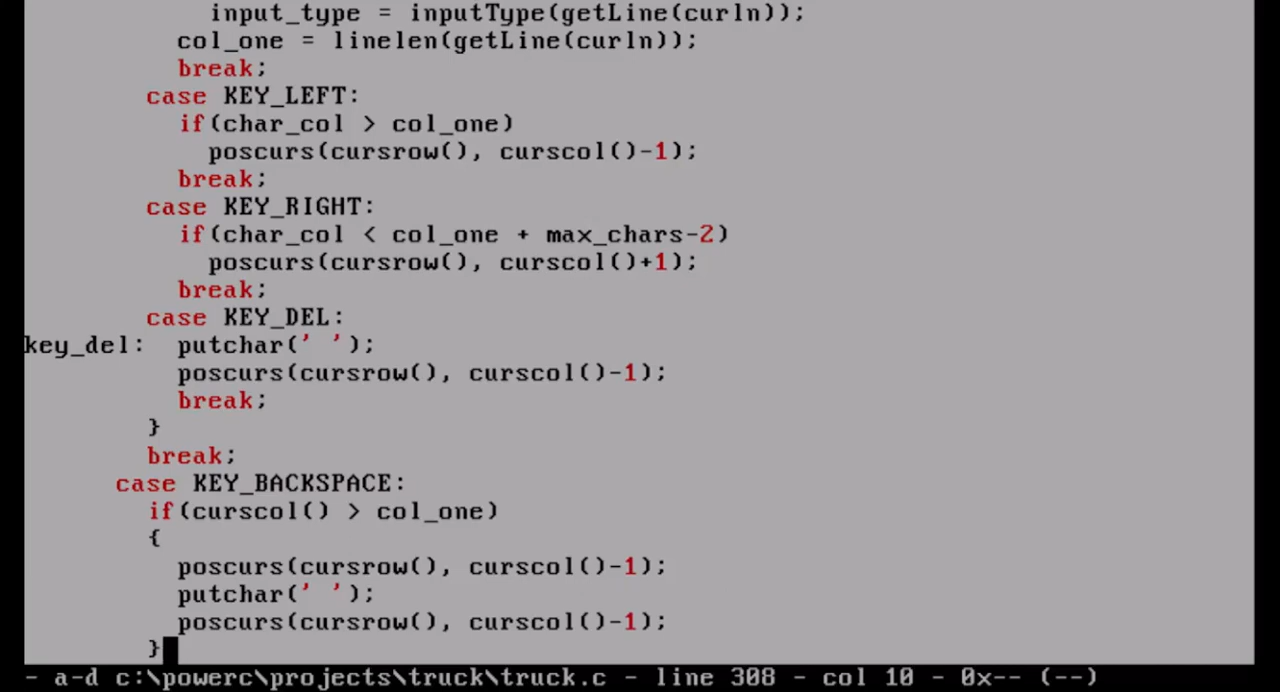 input_type = inputType(getLine(curln));
col_one = linelen(getLine(curln));
break;
case KEY_LEFT:
if(char_col > col_one)
poscurs(cursrow(), curscol()-1);
break;
case KEY_RIGHT:
if(char_col < col_one + max_chars-2)
poscurs(cursrow(), curscol()+1);
break;
case KEY_DEL:
key_del: putchar(' ');
poscurs(cursrow(), curscol()-1);
break;
}
break;
case KEY_BACKSPACE:
if(curscol() > col_one)
{
poscurs(cursrow(), curscol()-1);
putchar(' ');
poscurs(cursrow(), curscol()-1);
}
- a-d c:\powerc\projects\truck\truck.c - line 308 - col 10 - 0x-- (--)